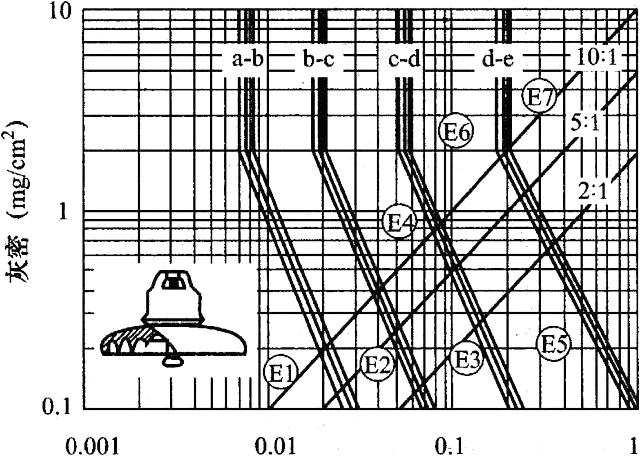 10
a-b b-c c-d d-e 10:1
E7
5:1
E6
2:1
1
E4
灰密 (mg/cm²)
E5
E1 E2 E3
0.1
0.001 0.01 0.1 1